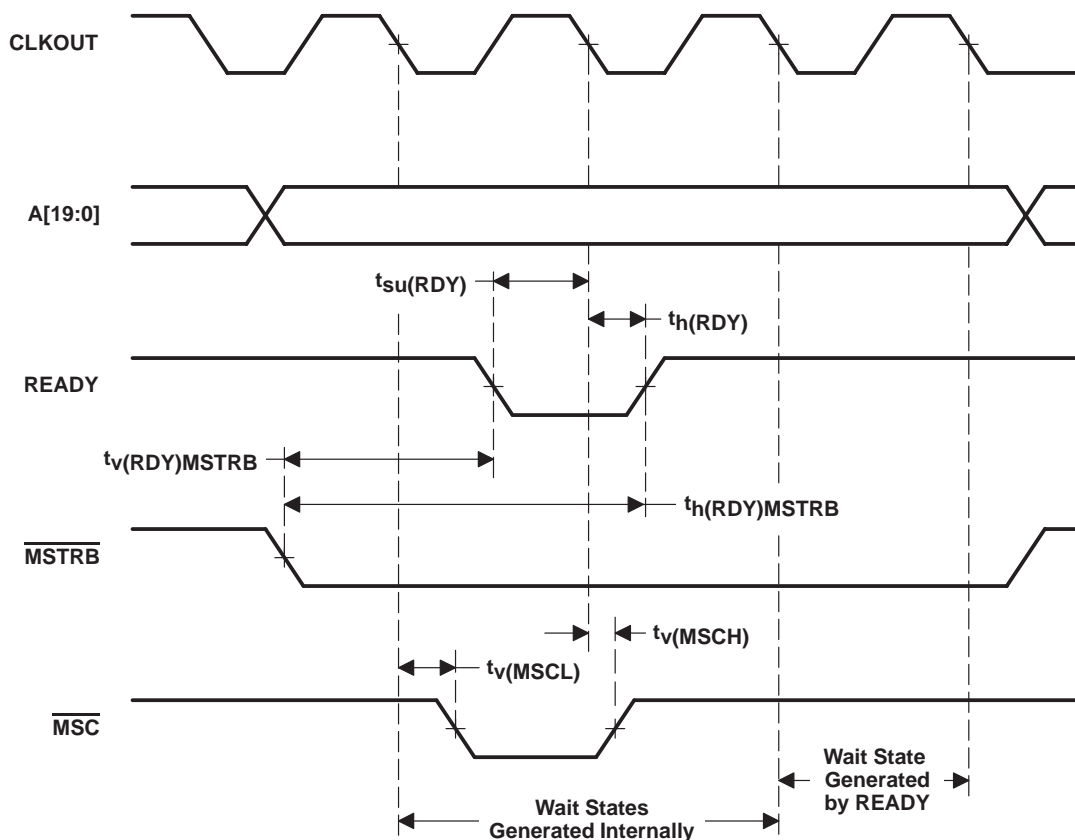 CLKOUT
A[19:0]
tsu(RDY)
th(RDY)
READY
tv(RDY)MSTRB
th(RDY)MSTRB
MSTRB
tv(MSCH)
tv(MSCL)
MSC
Wait State
Generated
by READY
Wait States
Generated Internally